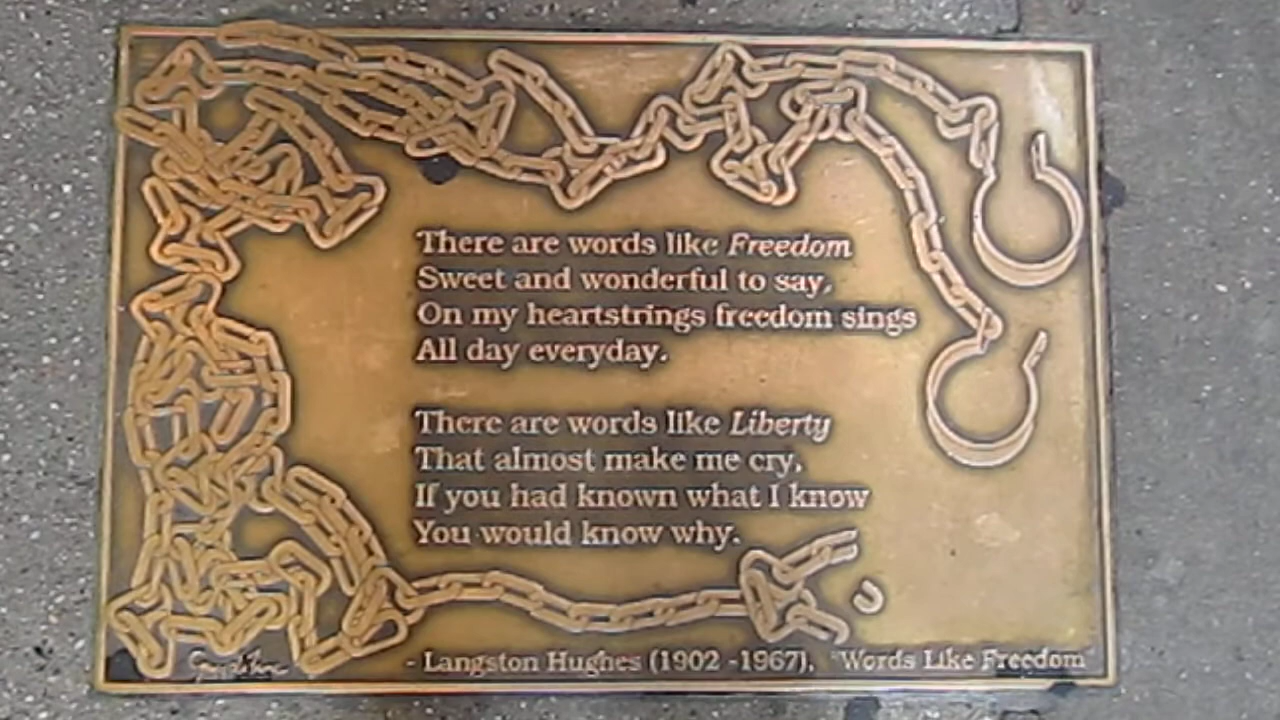 There are words like Freedom
Sweet and wonderful to say.
On my heartstrings freedom sings
All day everyday.
There are words like Liberty
That almost make me cry.
If you had known what I know
You would know why.
- Langston Hughes (1902 -1967), "Words Like Freedom"